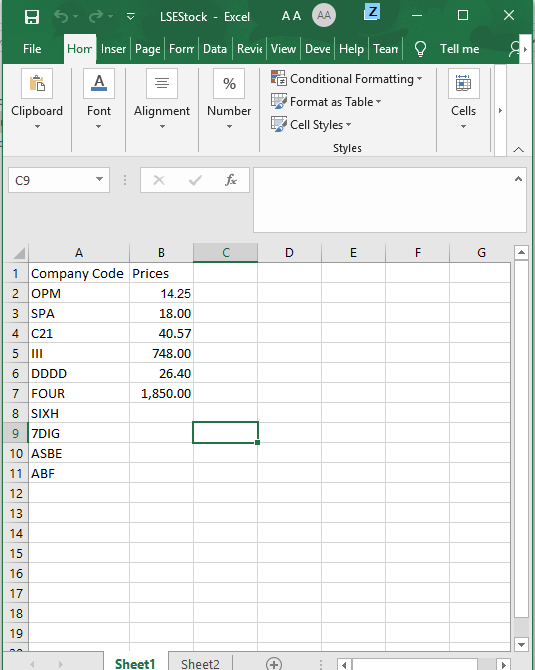 LSEStock - Excel A A AA Z
File Hom Inser Page Form Data Revie View Deve Help Team Tell me
Clipboard Font Alignment Number Cells
A %
Conditional Formatting
Format as Table
Cell Styles
Styles
C9 fx
A B C D E F G
1 Company Code Prices
2 OPM 14.25
3 SPA 18.00
4 C21 40.57
5 III 748.00
6 DDDD 26.40
7 FOUR 1,850.00
8 SIXH
9 7DIG
10 ASBE
11 ABF
12
13
14
15
16
17
18
19
20
Sheet1 Sheet2